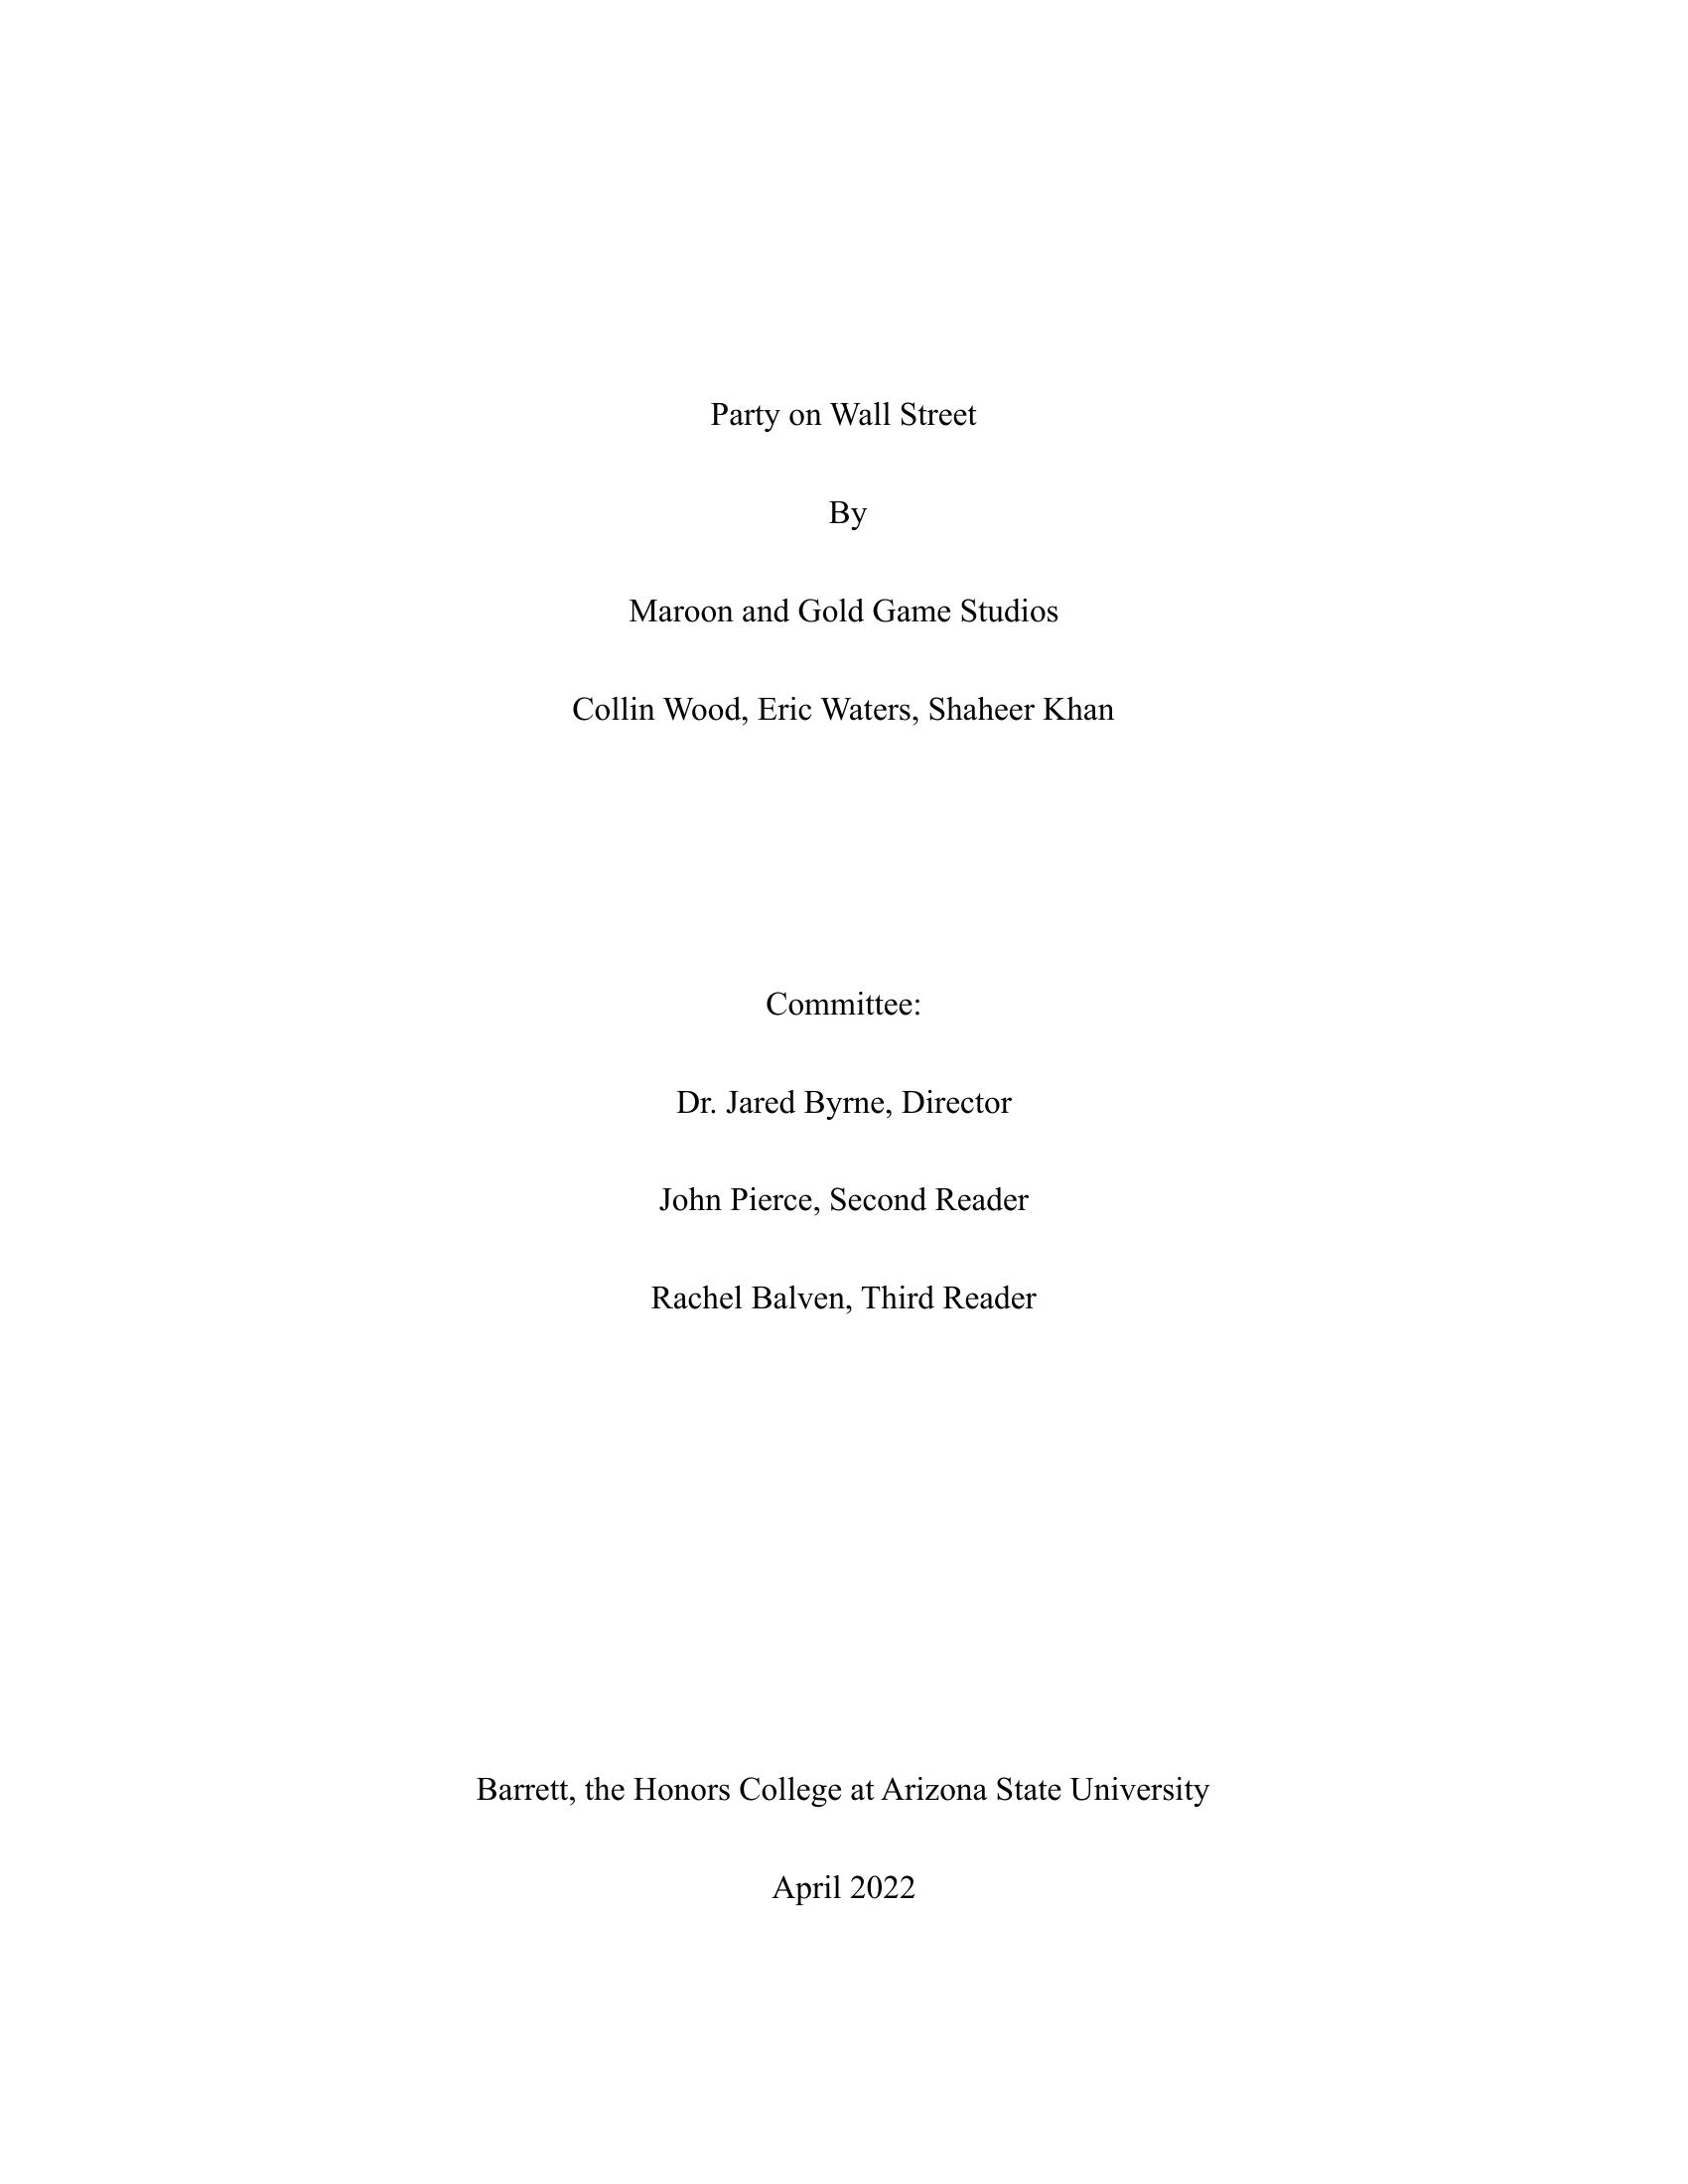 Party on Wall Street
By
Maroon and Gold Game Studios
Collin Wood, Eric Waters, Shaheer Khan
Committee:
Dr. Jared Byrne, Director
John Pierce, Second Reader
Rachel Balven, Third Reader
Barrett, the Honors College at Arizona State University
April 2022